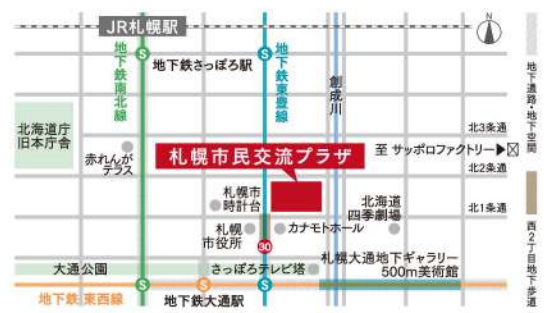 JR札幌駅
N
S
S
地下鉄さっぽろ駅
地下鉄南北線
地下鉄東豊線
創成川
地下通路・地下空間
北海道庁
旧本庁舎
赤れんが
テラス
北3条通
至 サッポロファクトリー▶
札幌市民交流プラザ
北2条通
札幌市
時計台
北海道
四季劇場
北1条通
札幌
市役所
カナモトホール
30
西2丁目地下歩道
大通公園
さっぽろテレビ塔
札幌大通地下ギャラリー
500m美術館
S
S
S
地下鉄 東西線
地下鉄大通駅